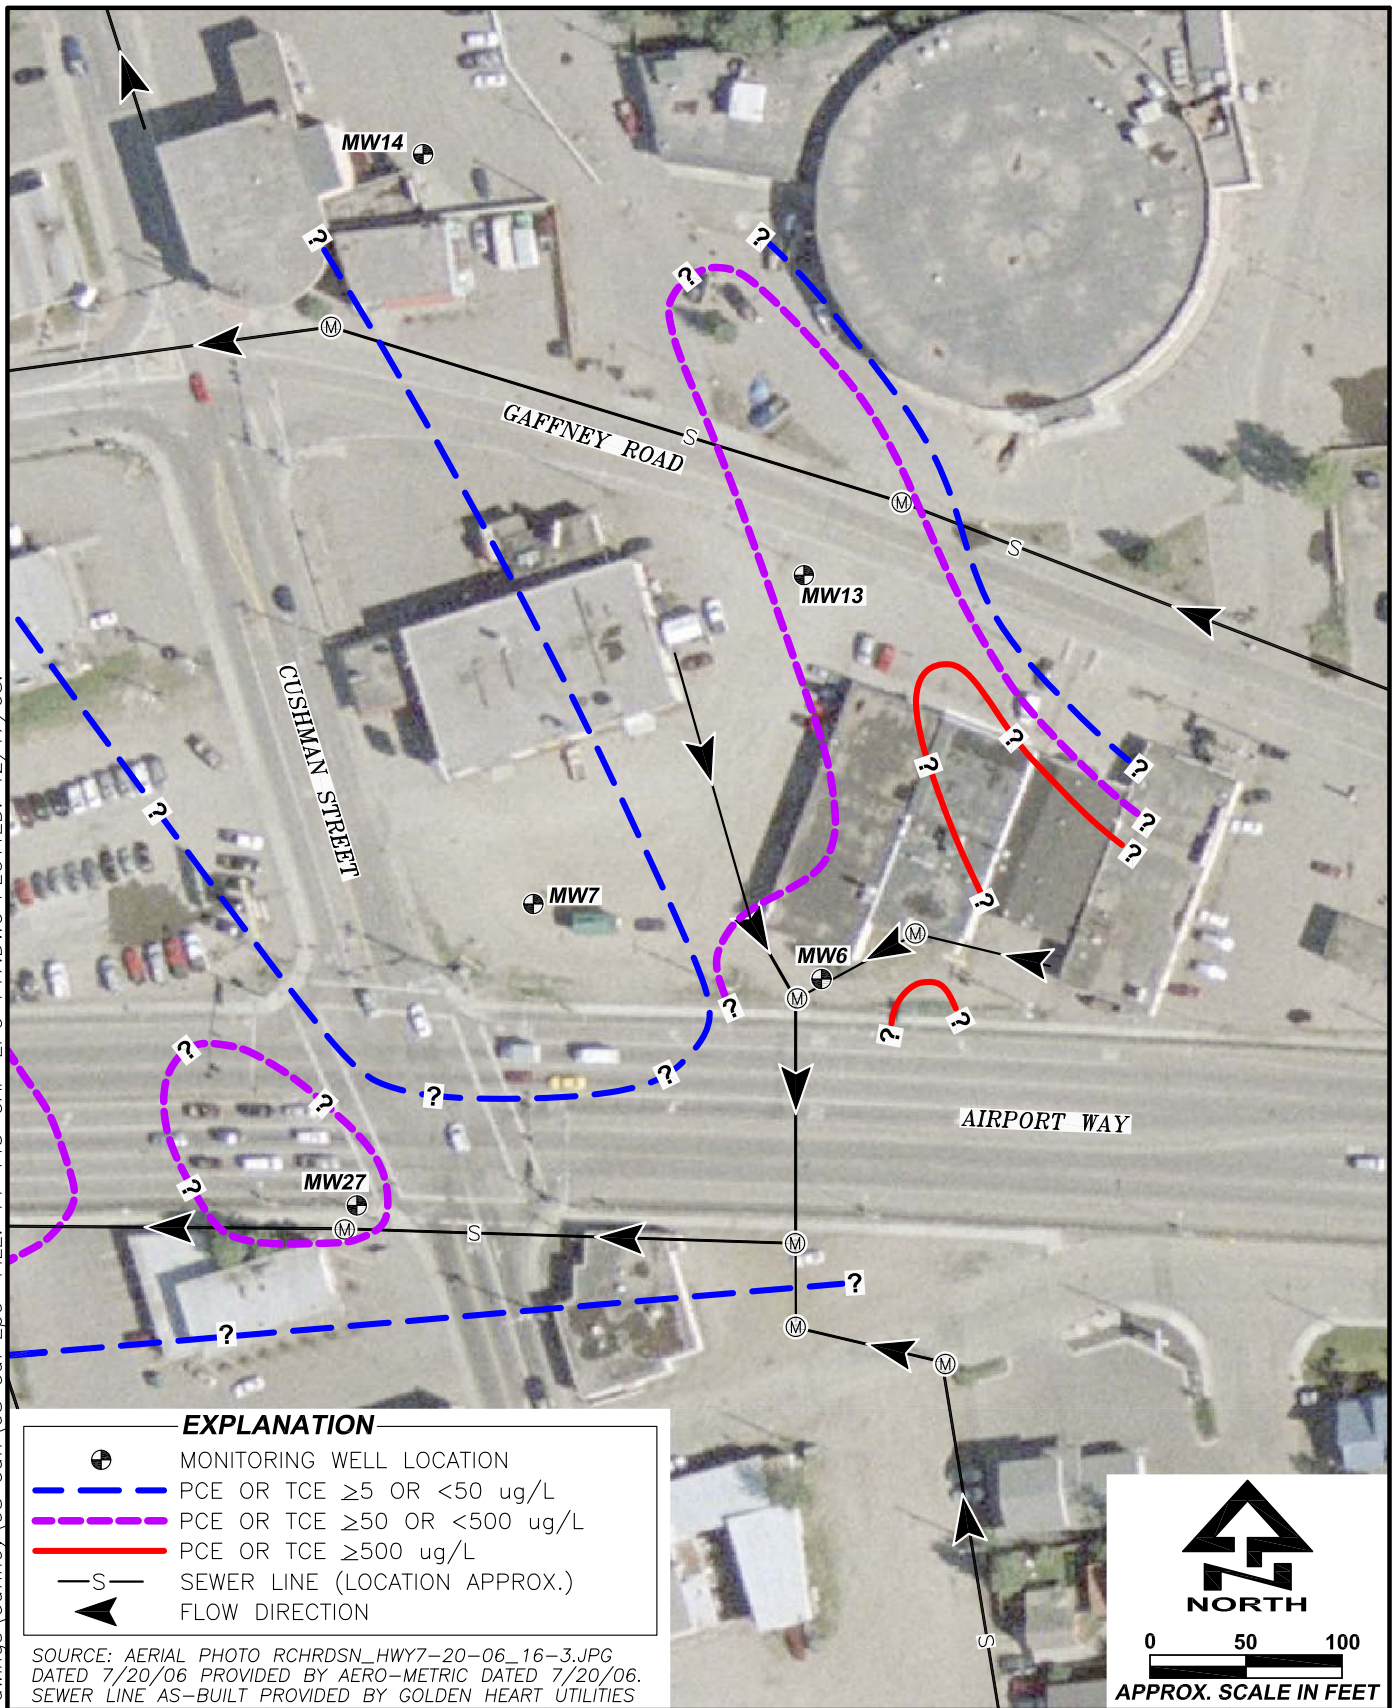 MW14
?
?
?
M
GAFFNEY ROAD
S
M
S
MW13
CUSHMAN STREET
?
?
?
?
?
?
?
MW7
MW6
M
M
?
?
?
?
?
?
?
?
AIRPORT WAY
MW27
M
S
M
?
?
M
M
S
EXPLANATION
MONITORING WELL LOCATION
PCE OR TCE ≥5 OR <50 ug/L
PCE OR TCE ≥50 OR <500 ug/L
PCE OR TCE ≥500 ug/L
S SEWER LINE (LOCATION APPROX.)
FLOW DIRECTION
SOURCE: AERIAL PHOTO RCHRDSN_HWY7-20-06_16-3.JPG
DATED 7/20/06 PROVIDED BY AERO-METRIC DATED 7/20/06.
SEWER LINE AS-BUILT PROVIDED BY GOLDEN HEART UTILITIES
NORTH
0 50 100
APPROX. SCALE IN FEET